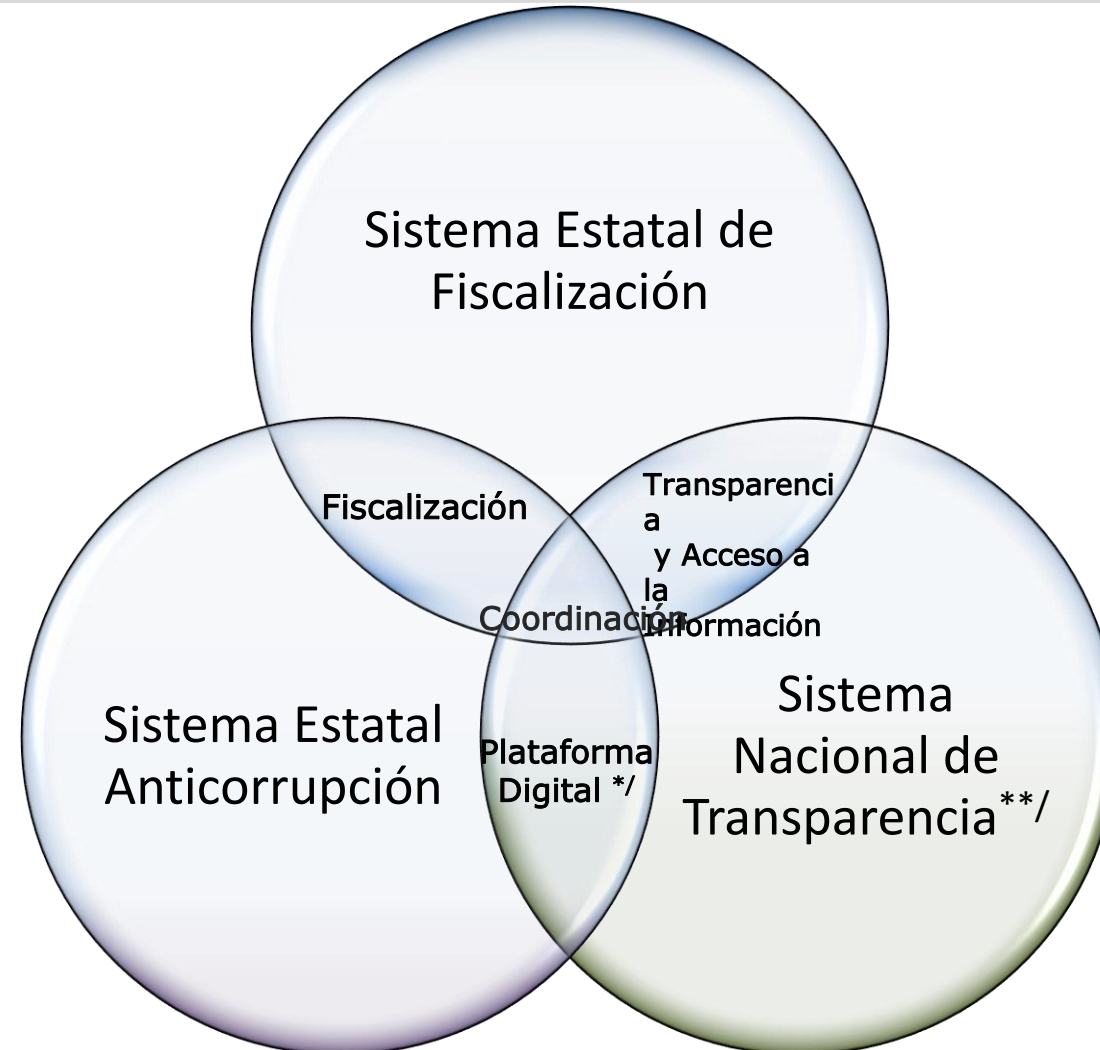 Sistema Estatal de
Fiscalización
Fiscalización
Transparenci
a
y Acceso a
la
Información
Coordinación
Sistema Estatal
Anticorrupción
Plataforma
Digital */
Sistema
Nacional de
Transparencia**/